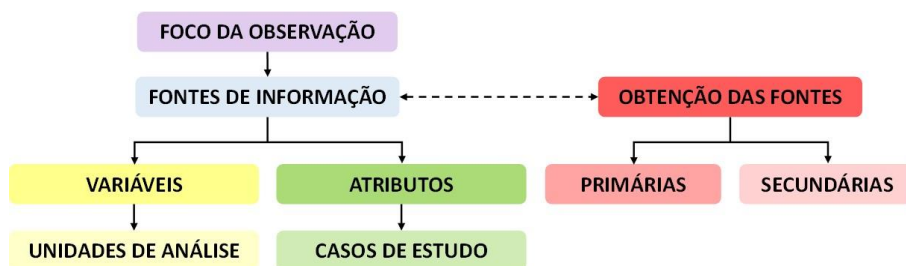 FOCO DA OBSERVAÇÃO
FONTES DE INFORMAÇÃO
OBTENÇÃO DAS FONTES
VARIÁVEIS
ATRIBUTOS
PRIMÁRIAS
SECUNDÁRIAS
UNIDADES DE ANÁLISE
CASOS DE ESTUDO